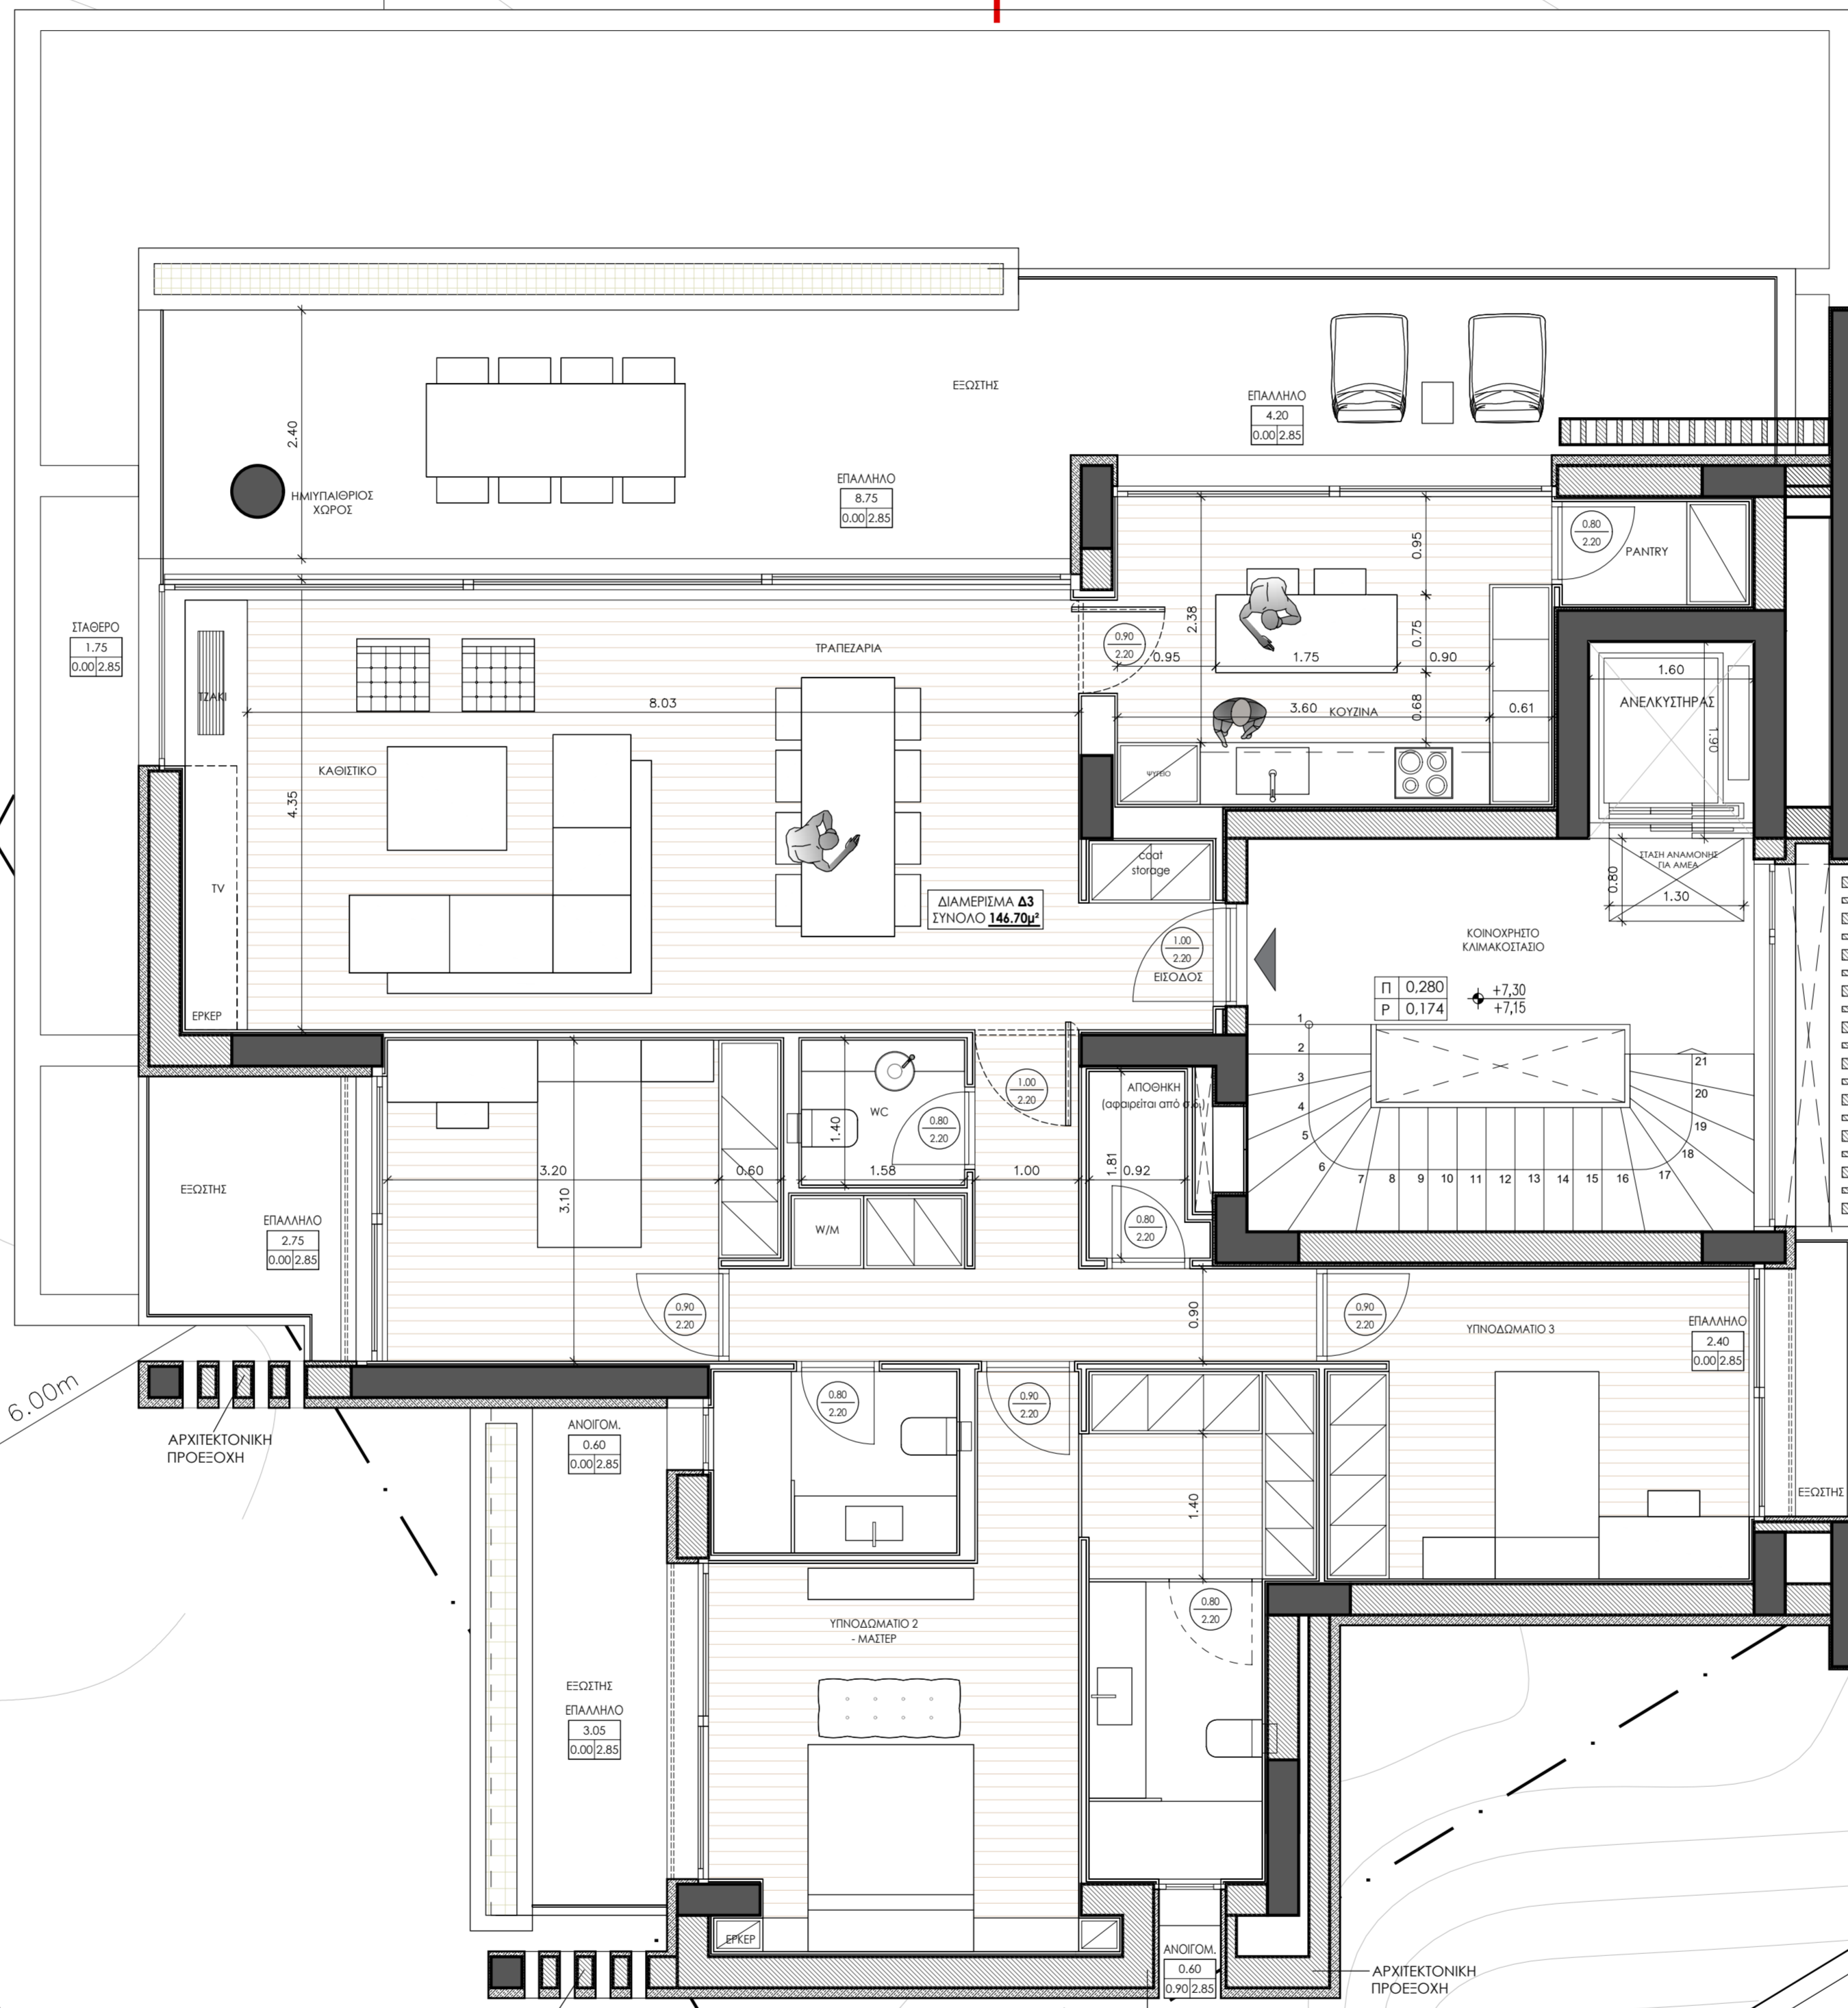 ΕΞΩΣΤΗΣ
ΕΠΑΛΛΗΛΟ
4.20
0.00 2.85
2.40
ΗΜΙΥΠΑΙΘΡΙΟΣ
ΧΩΡΟΣ
ΕΠΑΛΛΗΛΟ
8.75
0.00 2.85
0.80
2.20
PANTRY
0.95
ΣΤΑΘΕΡΟ
1.75
0.00 2.85
ΤΖΑΚΙ
ΤΡΑΠΕΖΑΡΙΑ
8.03
0.90
2.20
2.38
0.75
0.95
1.75
0.90
0.68
3.60
ΚΟΥΖΙΝΑ
0.61
1.60
ΑΝΕΛΚΥΣΤΗΡΑΣ
1.90
ΚΑΘΙΣΤΙΚΟ
4.35
ΨΥΓΕΙΟ
TV
coat
storage
ΣΤΑΣΗ ΑΝΑΜΟΝΗΣ
ΓΙΑ ΑΜΕΑ
0.80
1.30
ΔΙΑΜΕΡΙΣΜΑ Δ3
ΣΥΝΟΛΟ 146.70μ²
1.00
2.20
ΕΙΣΟΔΟΣ
ΚΟΙΝΟΧΡΗΣΤΟ
ΚΛΙΜΑΚΟΣΤΑΣΙΟ
Π 0,280
Ρ 0,174
+7,30
+7,15
ΕΡΚΕΡ
1
2
3
4
5
6
7
8
9
10
11
12
13
14
15
16
17
18
19
20
21
WC
1.40
0.80
2.20
1.00
2.20
ΑΠΟΘΗΚΗ
(αφαιρείται από σ.δ.)
3.20
3.10
0.60
1.58
1.00
1.81
0.92
0.80
2.20
W/M
ΕΞΩΣΤΗΣ
ΕΠΑΛΛΗΛΟ
2.75
0.00 2.85
0.90
2.20
0.90
0.90
2.20
ΥΠΝΟΔΩΜΑΤΙΟ 3
ΕΠΑΛΛΗΛΟ
2.40
0.00 2.85
6.00m
ΑΡΧΙΤΕΚΤΟΝΙΚΗ
ΠΡΟΕΞΟΧΗ
ΑΝΟΙΓΟΜ.
0.60
0.00 2.85
0.80
2.20
0.90
2.20
1.40
ΕΞΩΣΤΗΣ
0.80
2.20
ΥΠΝΟΔΩΜΑΤΙΟ 2
- ΜΑΣΤΕΡ
ΕΞΩΣΤΗΣ
ΕΠΑΛΛΗΛΟ
3.05
0.00 2.85
ΕΡΚΕΡ
ΑΝΟΙΓΟΜ.
0.60
0.90 2.85
ΑΡΧΙΤΕΚΤΟΝΙΚΗ
ΠΡΟΕΞΟΧΗ